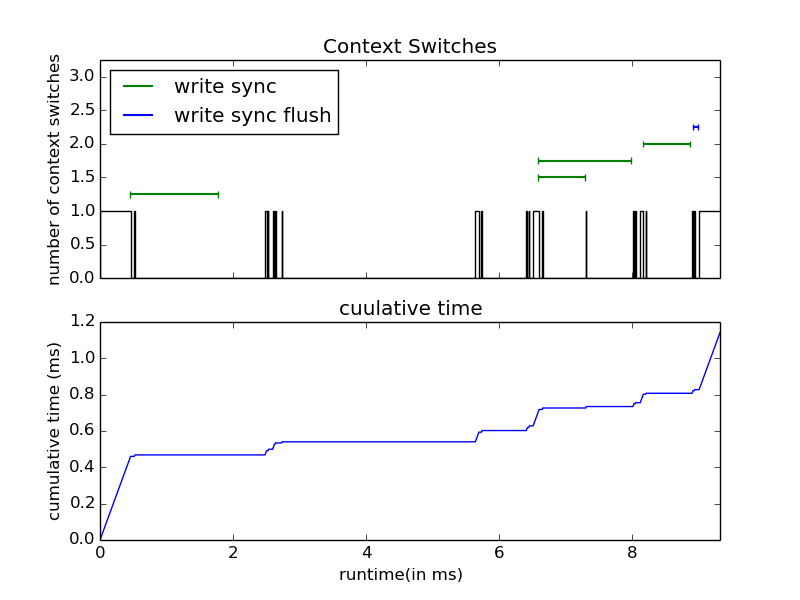 Context Switches
number of context switches
3.0
2.5
2.0
1.5
1.0
0.5
0.0
write sync
write sync flush
cuulative time
cumulative time (ms)
1.2
1.0
0.8
0.6
0.4
0.2
0.0
0 2 4 6 8
runtime(in ms)